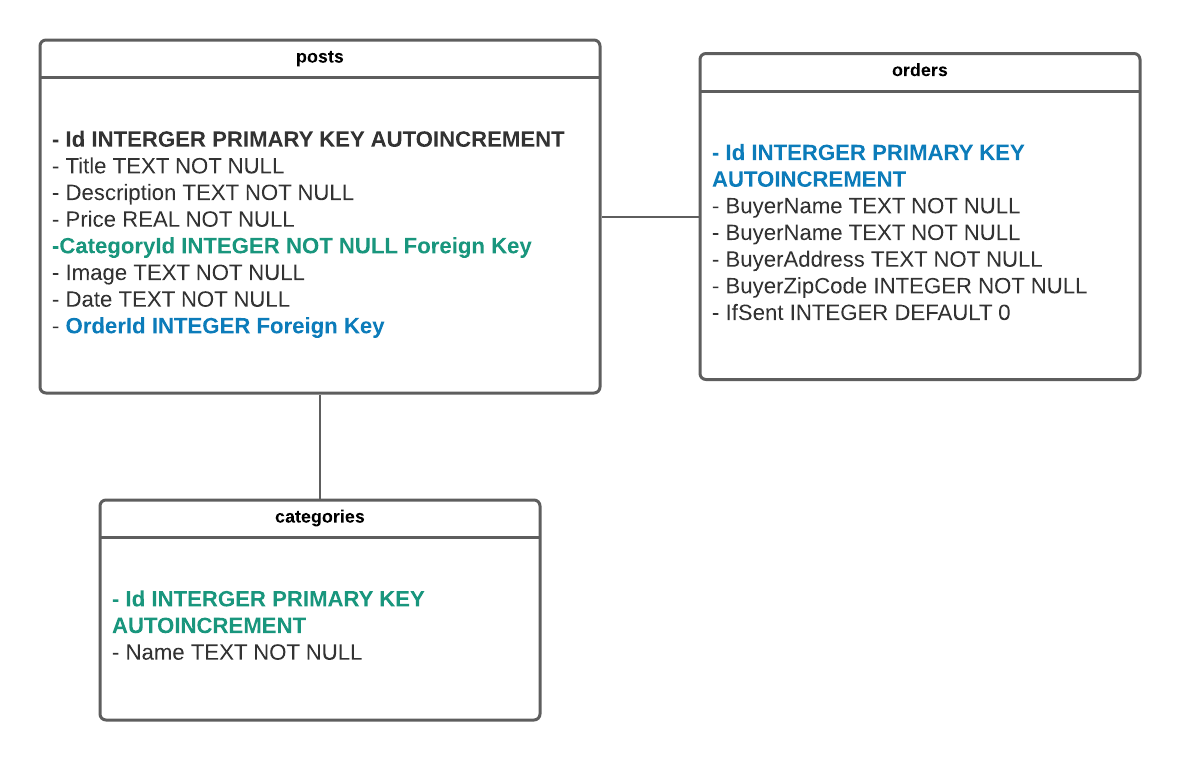 posts
- Id INTERGER PRIMARY KEY AUTOINCREMENT
- Title TEXT NOT NULL
- Description TEXT NOT NULL
- Price REAL NOT NULL
-CategoryId INTEGER NOT NULL Foreign Key
- Image TEXT NOT NULL
- Date TEXT NOT NULL
- OrderId INTEGER Foreign Key
orders
- Id INTERGER PRIMARY KEY
AUTOINCREMENT
- BuyerName TEXT NOT NULL
- BuyerName TEXT NOT NULL
- BuyerAddress TEXT NOT NULL
- BuyerZipCode INTEGER NOT NULL
- IfSent INTEGER DEFAULT 0
categories
- Id INTERGER PRIMARY KEY
AUTOINCREMENT
- Name TEXT NOT NULL